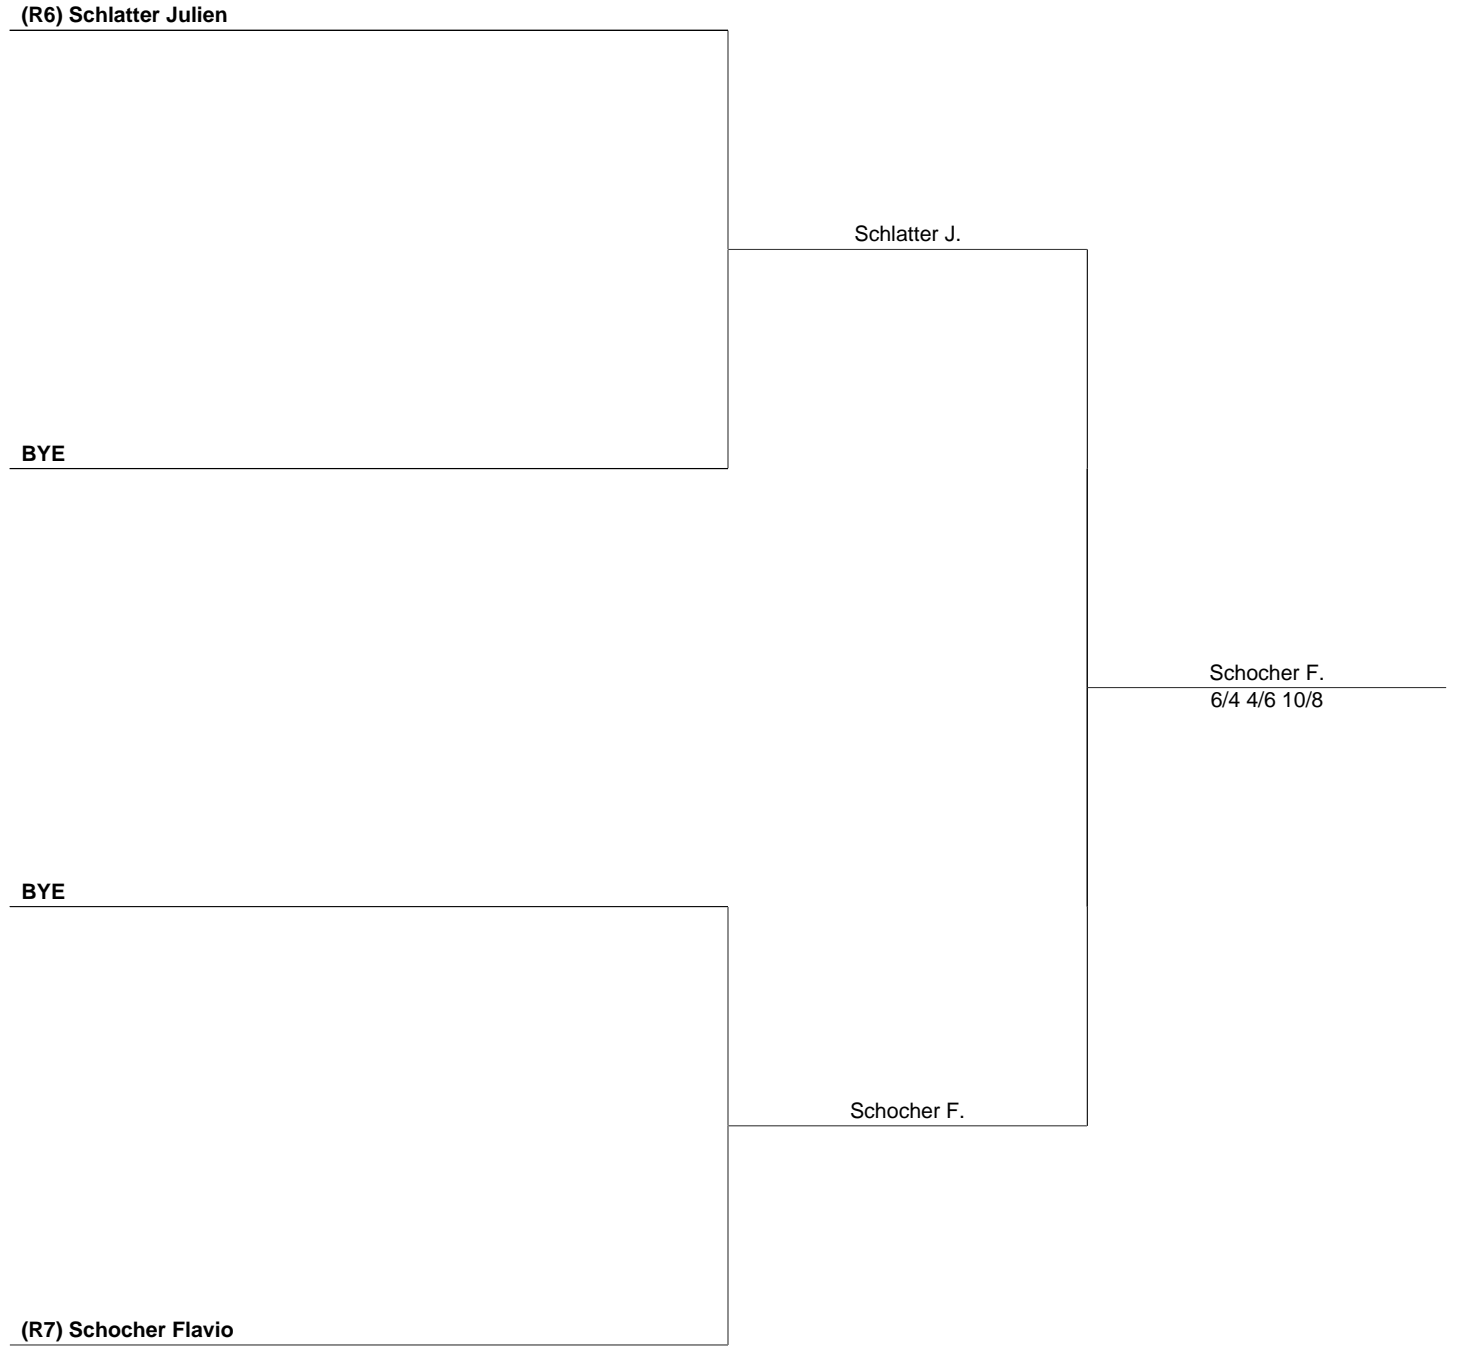 (R6) Schlatter Julien
Schlatter J.
BYE
Schocher F.
6/4 4/6 10/8
BYE
Schocher F.
(R7) Schocher Flavio